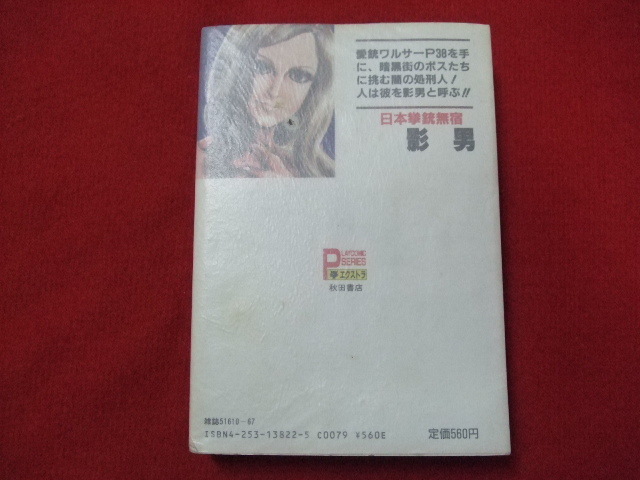 愛銃ワルサーP38を手
に、暗黒街のボスたち
に挑む闇の処刑人！
人は彼を影男と呼ぶ!!
日本拳銃無宿
影男
PLAYCOMIC
SERIES
エクストラ
秋田書店
雑誌51610-67
ISBN4-253-13822-5 C0079 ¥560E
定価560円